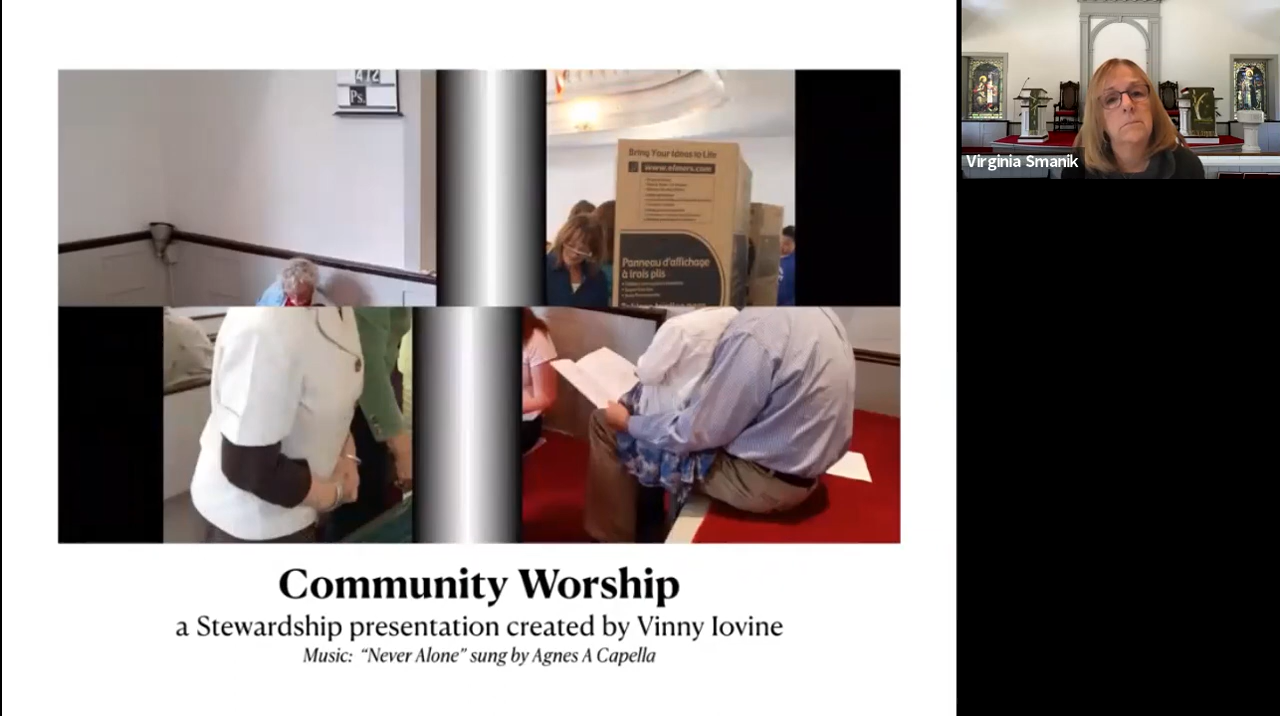 412
Ps.
Bring Your Ideas to Life
www.elmers.com
Panneau d'affichage
à trois plis
Virginia Smanik
Community Worship
a Stewardship presentation created by Vinny Iovine
Music: “Never Alone” sung by Agnes A Capella